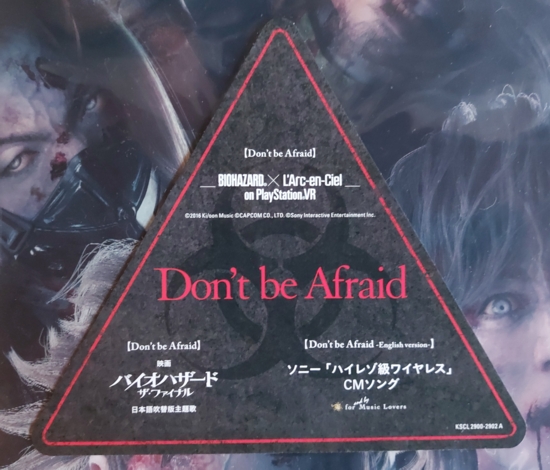 【Don't be Afraid】
BIOHAZARD® × L'Arc-en-Ciel
on PlayStation®VR
©2016 Ki/oon Music ©CAPCOM CO., LTD. ©Sony Interactive Entertainment Inc.
Don't be Afraid
【Don't be Afraid】
映画
バイオハザード
ザ・ファイナル
日本語吹替版主題歌
【Don't be Afraid -English version-】
ソニー「ハイレゾ級ワイヤレス」
CMソング
and by
for Music Lovers
KSCL 2900-2902 A